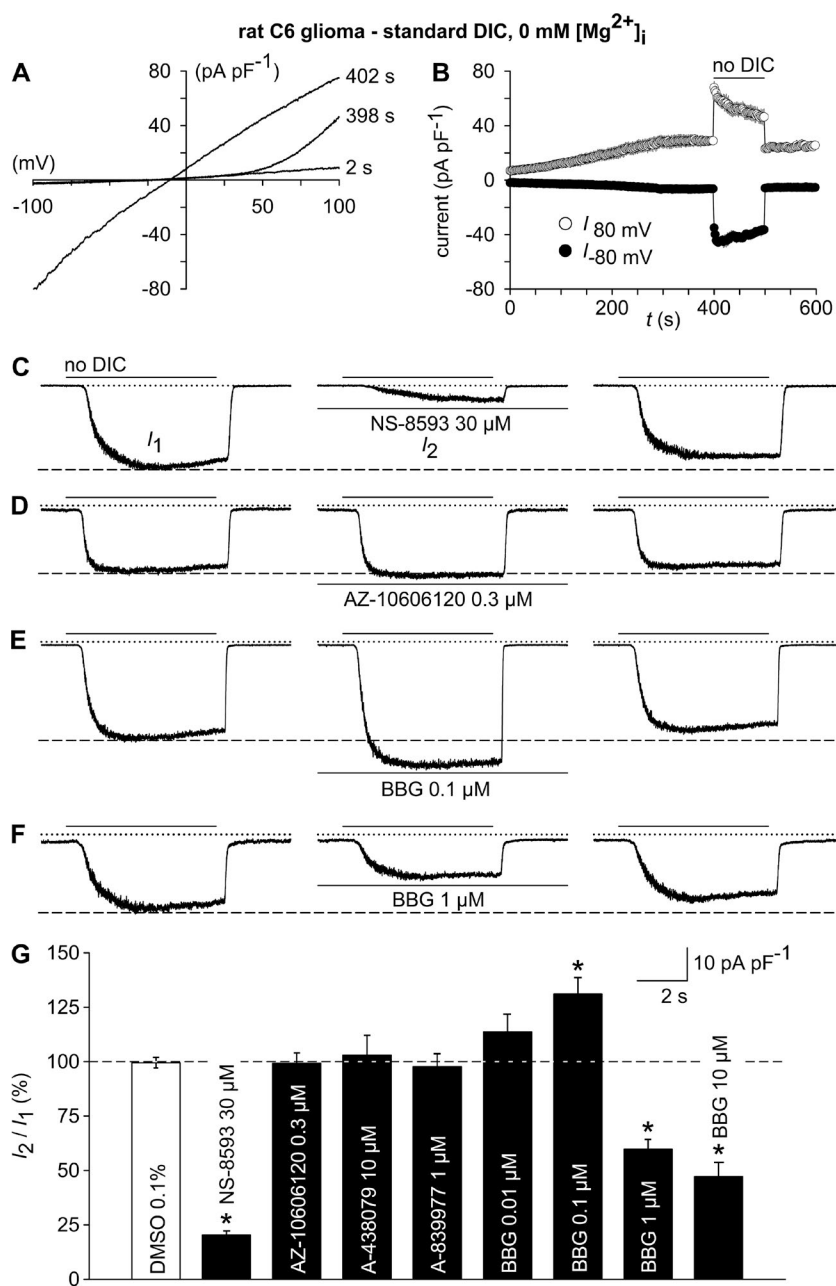 rat C6 glioma - standard DIC, 0 mM [Mg²⁺]ᵢ
A
(pA pF⁻¹)
80
402 s
40
398 s
(mV)
2 s
-100
-50
50
100
-40
-80
B
no DIC
80
40
0
-40
-80
current (pA pF⁻¹)
I 80 mV
I -80 mV
0
200
400
600
t (s)
C
no DIC
I₁
NS-8593 30 µM
I₂
D
AZ-10606120 0.3 µM
E
BBG 0.1 µM
F
BBG 1 µM
G
150
125
100
75
50
25
0
I₂ / I₁ (%)
10 pA pF⁻¹
2 s
DMSO 0.1%
* NS-8593 30 µM
AZ-10606120 0.3 µM
A-438079 10 µM
A-839977 1 µM
BBG 0.01 µM
*
BBG 0.1 µM
*
BBG 1 µM
* BBG 10 µM